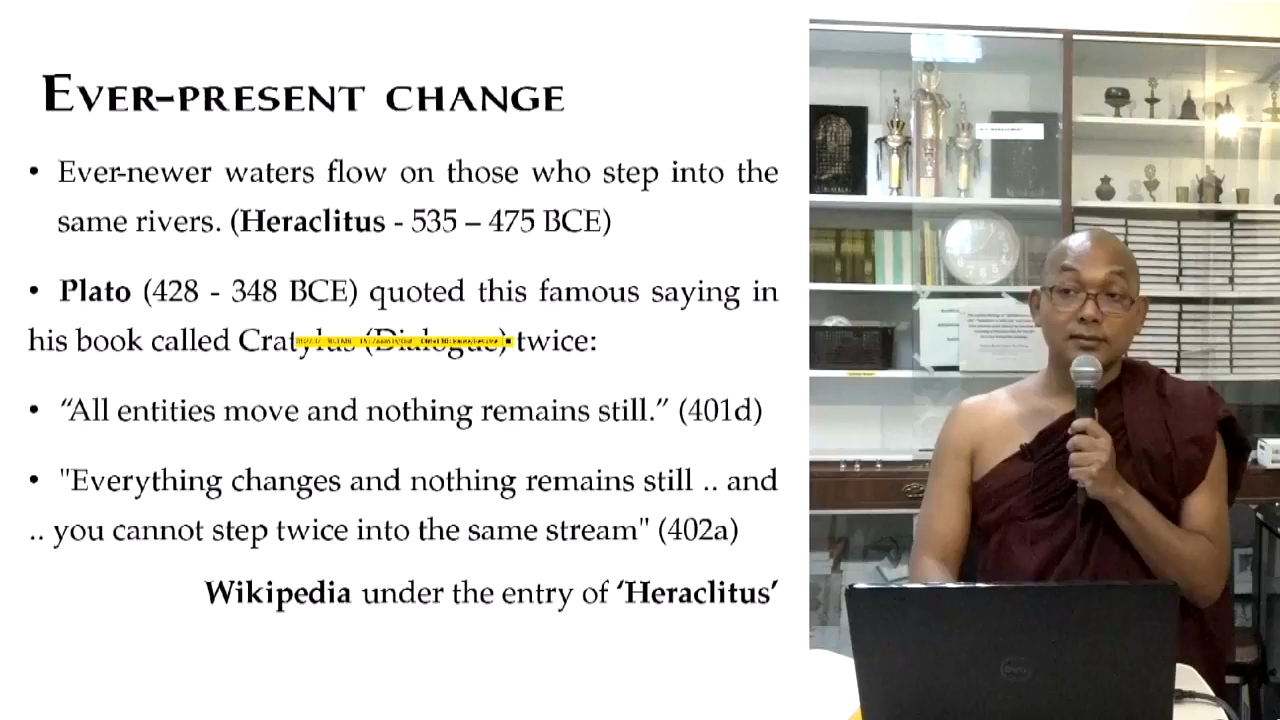 EVER-PRESENT CHANGE
• Ever-newer waters flow on those who step into the
same rivers. (Heraclitus - 535 – 475 BCE)
• Plato (428 - 348 BCE) quoted this famous saying in
his book called Cratylus (Dialogue) twice:
• “All entities move and nothing remains still.” (401d)
• "Everything changes and nothing remains still .. and
.. you cannot step twice into the same stream" (402a)
Wikipedia under the entry of ‘Heraclitus’
DELL